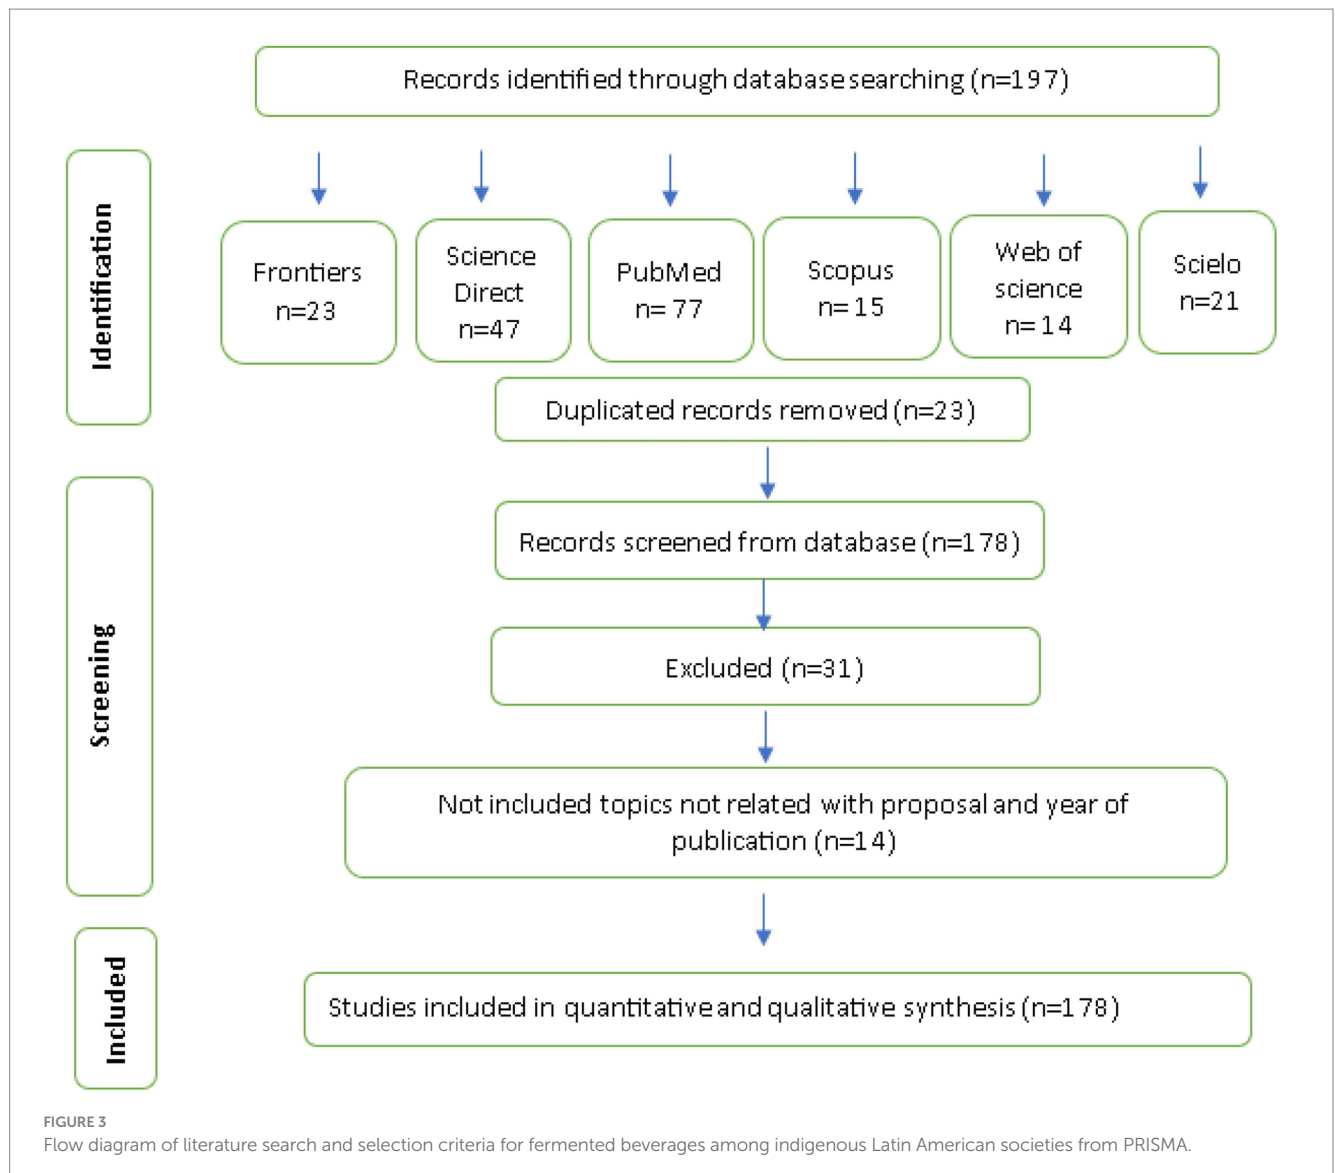 Records identified through database searching (n=197)
Identification
Frontiers
n=23
Science
Direct
n=47
PubMed
n= 77
Scopus
n= 15
Web of
science
n= 14
Scielo
n=21
Duplicated records removed (n=23)
Screening
Records screened from database (n=178)
Excluded (n=31)
Not included topics not related with proposal and year of
publication (n=14)
Included
Studies included in quantitative and qualitative synthesis (n=178)
FIGURE 3
Flow diagram of literature search and selection criteria for fermented beverages among indigenous Latin American societies from PRISMA.